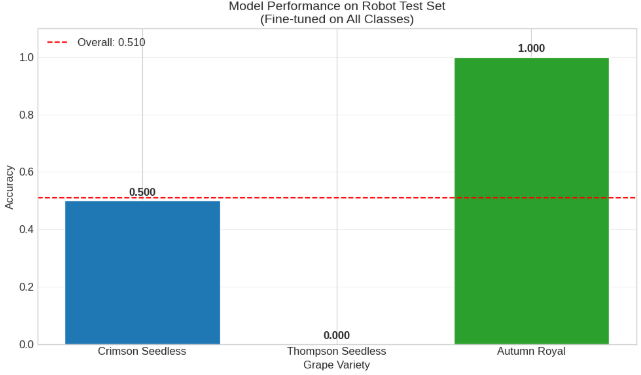 Model Performance on Robot Test Set
(Fine-tuned on All Classes)
Overall: 0.510
1.000
1.0
0.8
0.6
0.500
0.4
0.2
0.000
0.0
Accuracy
Crimson Seedless
Thompson Seedless
Autumn Royal
Grape Variety